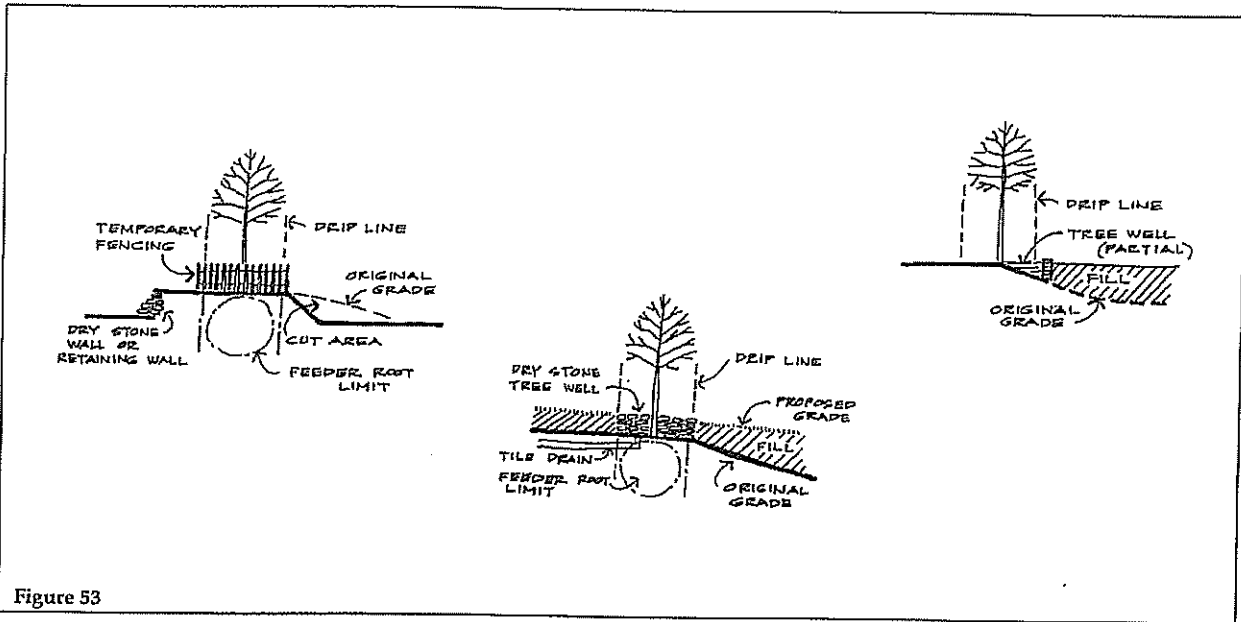 TEMPORARY
FENCING
DRIP LINE
ORIGINAL
GRADE
DRY STONE
WALL OR
RETAINING WALL
CUT AREA
FEEDER ROOT
LIMIT
DRY STONE
TREE WELL
DRIP LINE
PROPOSED
GRADE
FILL
TILE DRAIN
FEEDER ROOT
LIMIT
ORIGINAL
GRADE
DRIP LINE
TREE WELL
(PARTIAL)
FILL
ORIGINAL
GRADE
Figure 53